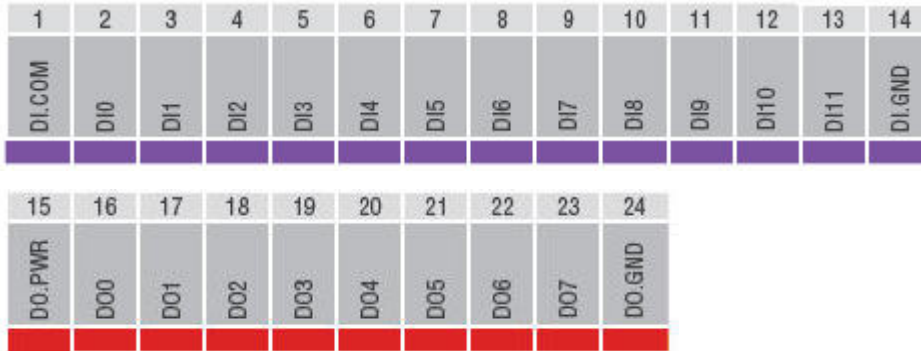 1 2 3 4 5 6 7 8 9 10 11 12 13 14
DI.COM DI0 DI1 DI2 DI3 DI4 DI5 DI6 DI7 DI8 DI9 DI10 DI11 DI.GND
15 16 17 18 19 20 21 22 23 24
DO.PWR DO0 DO1 DO2 DO3 DO4 DO5 DO6 DO7 DO.GND